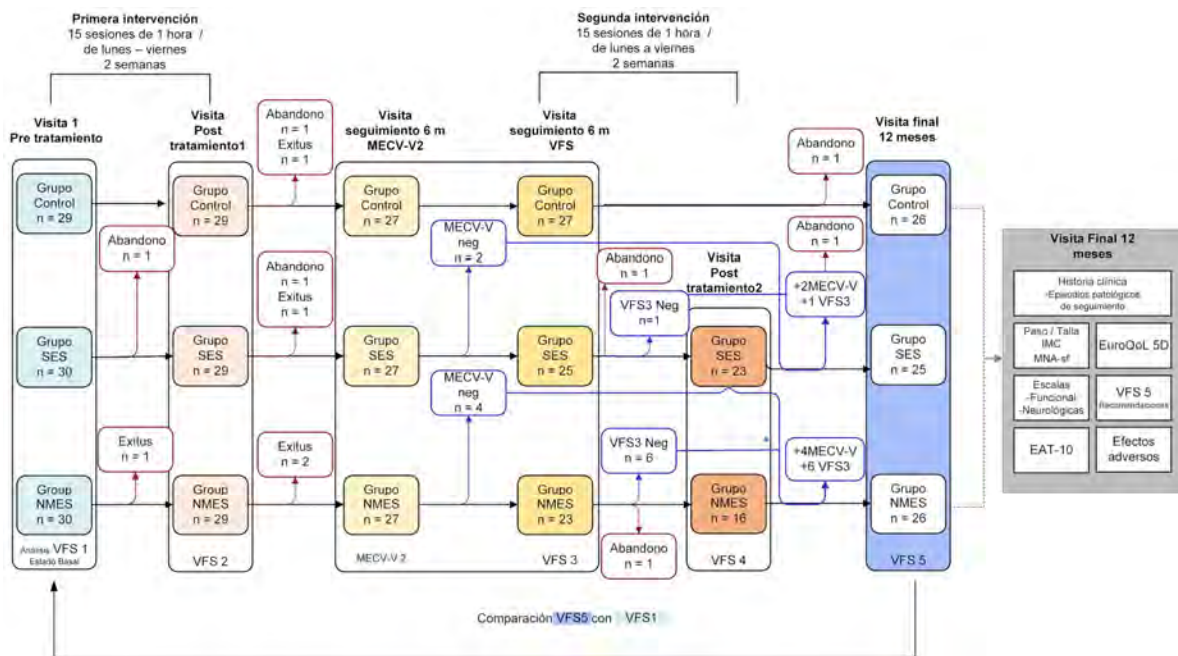 Primera intervención
15 sesiones de 1 hora /
de lunes – viernes
2 semanas
Segunda intervención
15 sesiones de 1 hora /
de lunes a viernes
2 semanas
Visita 1
Pre tratamiento
Visita
Post
tratamiento1
Abandono
n = 1
Exitus
n = 1
Visita
seguimiento 6 m
MECV-V2
Visita
seguimiento 6 m
VFS
Abandono
n = 1
Visita final
12 meses
Grupo
Control
n = 29
Grupo
Control
n = 29
Grupo
Control
n = 27
Grupo
Control
n = 27
Grupo
Control
n = 26
Abandono
n = 1
Abandono
n = 1
Exitus
n = 1
MECV-V
neg
n = 2
Abandono
n = 1
Visita
Post
tratamiento2
Abandono
n = 1
VFS3 Neg
n=1
+2MECV-V
+1 VFS3
Grupo
SES
n = 30
Grupo
SES
n = 29
Grupo
SES
n = 27
Grupo
SES
n = 25
Grupo
SES
n = 23
Grupo
SES
n = 25
Exitus
n = 1
Exitus
n = 2
MECV-V
neg
n = 4
VFS3 Neg
n = 6
+4MECV-V
+6 VFS3
Group
NMES
n = 30
Group
NMES
n = 29
Grupo
NMES
n = 27
Grupo
NMES
n = 23
Grupo
NMES
n = 16
Grupo
NMES
n = 26
Abandono
n = 1
Análisis VFS 1
Estado Basal
VFS 2
MECV-V 2
VFS 3
VFS 4
VFS 5
Visita Final 12
meses
Historia clínica
-Episodios patológicos
de seguimiento
Paso / Talla
IMC
MNA-sf
EuroQoL 5D
Escalas
-Funcional
-Neurológicas
VFS 5
Recomendaciones
EAT-10
Efectos
adversos
Comparación VFS5 con VFS1